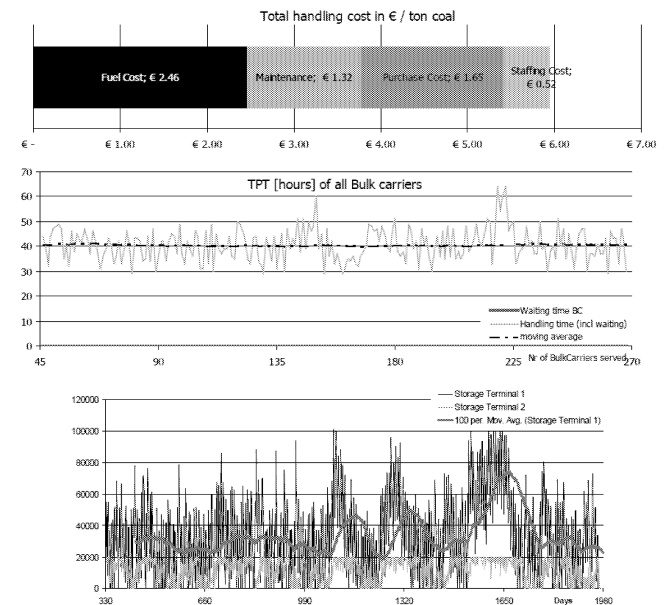 Total handling cost in € / ton coal
Fuel Cost; € 2.46
Maintenance; € 1.32
Purchase Cost; € 1.65
Staffing Cost; € 0.52
€ - € 1.00 € 2.00 € 3.00 € 4.00 € 5.00 € 6.00 € 7.00
TPT [hours] of all Bulk carriers
70
60
50
40
30
20
10
0
Waiting time BC
Handling time (incl waiting)
moving average
45 90 135 180 225 270
Nr of BulkCarriers served
Storage Terminal 1
Storage Terminal 2
100 per. Mov. Avg. (Storage Terminal 1)
120000
100000
80000
60000
40000
20000
0
330 660 990 1320 1650 Days 1980